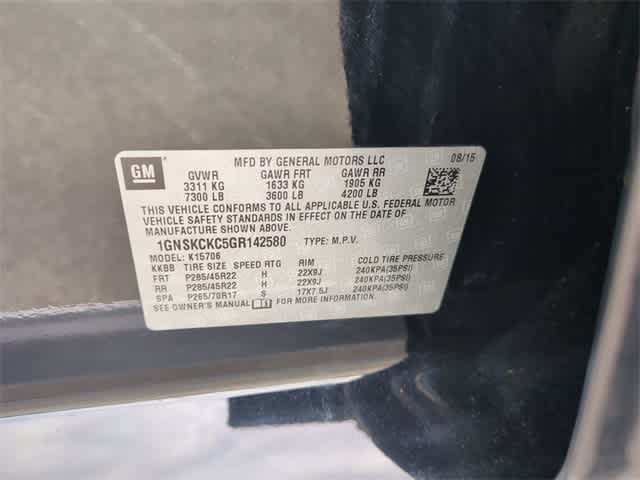 GM
MFD BY GENERAL MOTORS LLC 08/15
GVWR GAWR FRT GAWR RR
3311 KG 1633 KG 1905 KG
7300 LB 3600 LB 4200 LB
THIS VEHICLE CONFORMS TO ALL APPLICABLE U.S. FEDERAL MOTOR
VEHICLE SAFETY STANDARDS IN EFFECT ON THE DATE OF
MANUFACTURE SHOWN ABOVE.
1GNSKCKC5GR142580 TYPE: M.P.V.
MODEL: K15706
KKBB TIRE SIZE SPEED RTG RIM COLD TIRE PRESSURE
FRT P285/45R22 H 22X9J 240KPA(35PSI)
RR P285/45R22 H 22X9J 240KPA(35PSI)
SPA P265/70R17 S 17X7.5J 240KPA(35PSI)
SEE OWNER'S MANUAL FOR MORE INFORMATION.